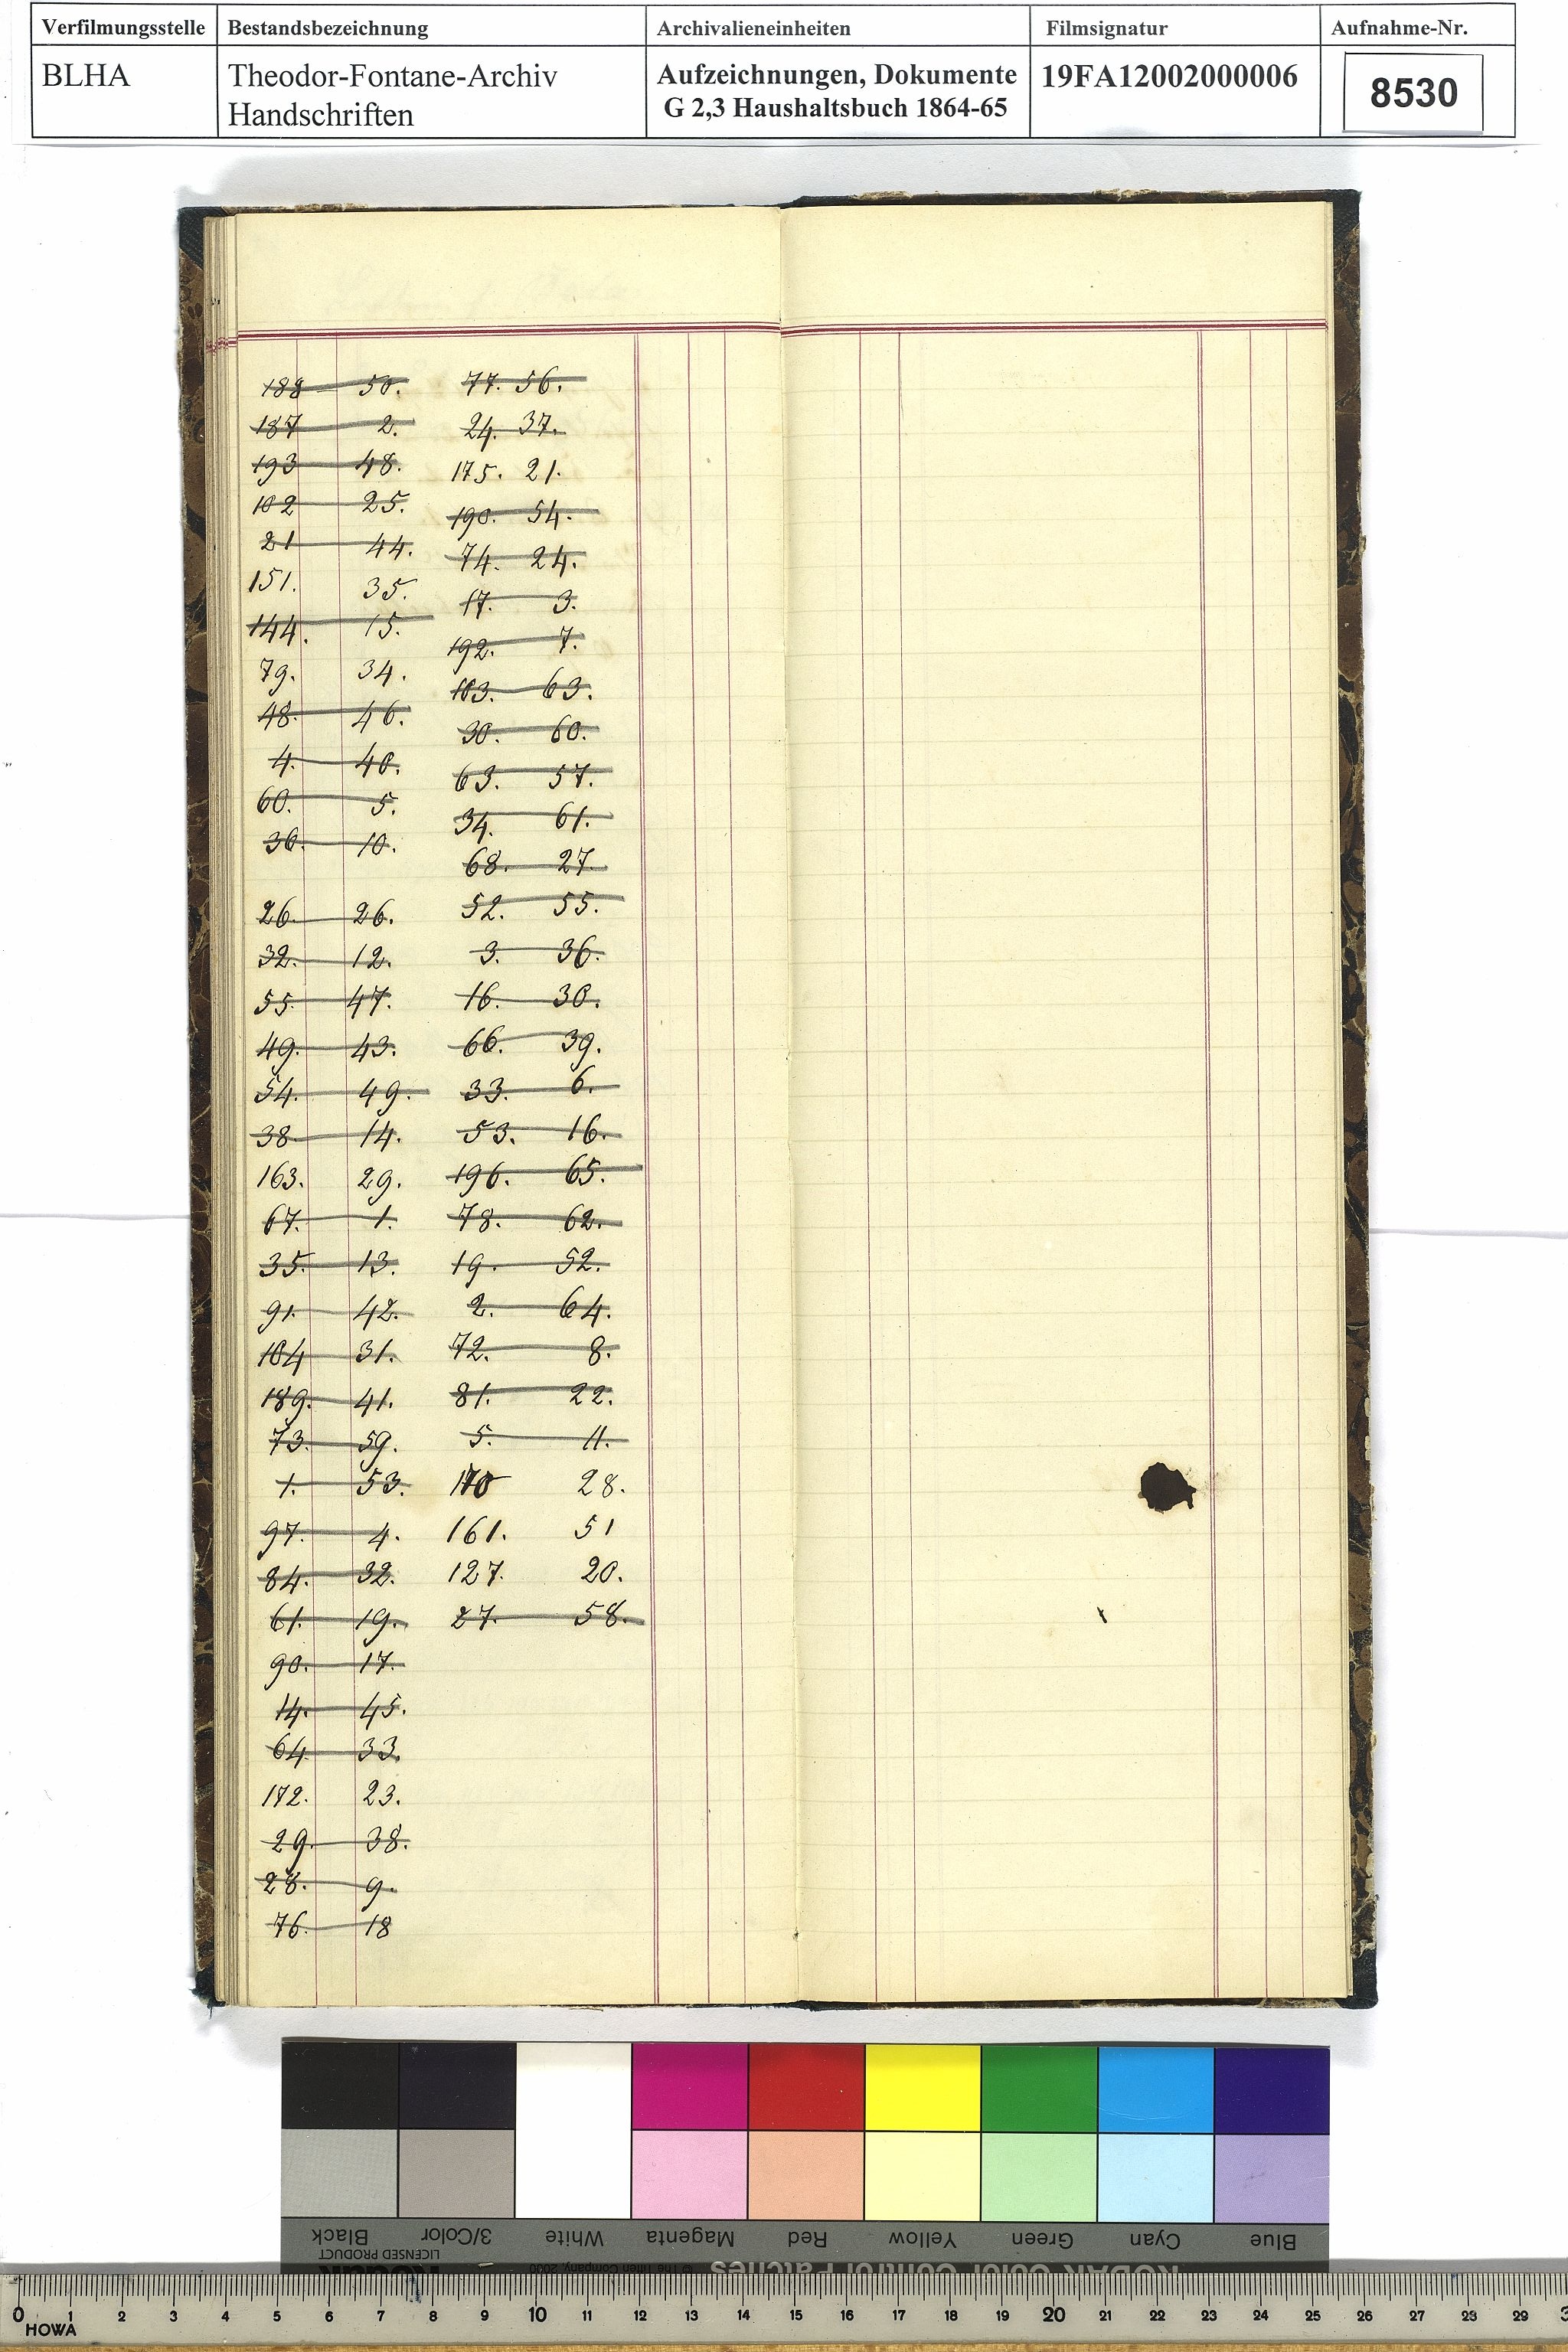 Verfilmungsstelle Bestandsbezeichnung Archivalieneinheiten Filmsignatur Aufnahme-Nr.
BLHA Theodor-Fontane-Archiv Aufzeichnungen, Dokumente 19FA12002000006 8530
Handschriften G 2,3 Haushaltsbuch 1864-65
188 50. 77. 56.
187 2. 24. 37.
193 48. 175. 21.
102 25. 190. 54.
21 44. 74. 24.
151. 35. 17. 3.
144. 15. 192. 7.
79. 34. 103. 63.
48. 46. 30. 60.
4. 40. 63. 57.
60. 5. 34. 61.
36. 10. 68. 27.
26. 26. 52. 55.
32. 12. 3. 36.
55. 47. 16. 30.
49. 43. 66. 39.
54. 49. 33. 6.
38 14. 53. 16.
163. 29. 196. 65.
67. 1. 78. 62.
35. 13. 19. 52.
91. 42. 2. 64.
104 31. 72. 8.
189. 41. 81. 22.
73. 59. 5. 11.
1. 53. 170 28.
97. 4. 161. 51
84. 32. 127. 20.
61. 19. 27. 58.
90. 17.
14. 45.
64 33.
172. 23.
29. 38.
28. 9.
76. 18
Black 3/Color White Magenta Red Yellow Green Cyan Blue
LICENSED PRODUCT
Kodak © The Tiffen Company, 2000 KODAK Color Control Patches
0 1 2 3 4 5 6 7 8 9 10 11 12 13 14 15 16 17 18 19 20 21 22 23 24 25 26 27 28 29 3
HOWA